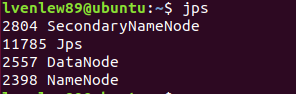 lvenlew89@ubuntu:~$ jps
2804 SecondaryNameNode
11785 Jps
2557 DataNode
2398 NameNode